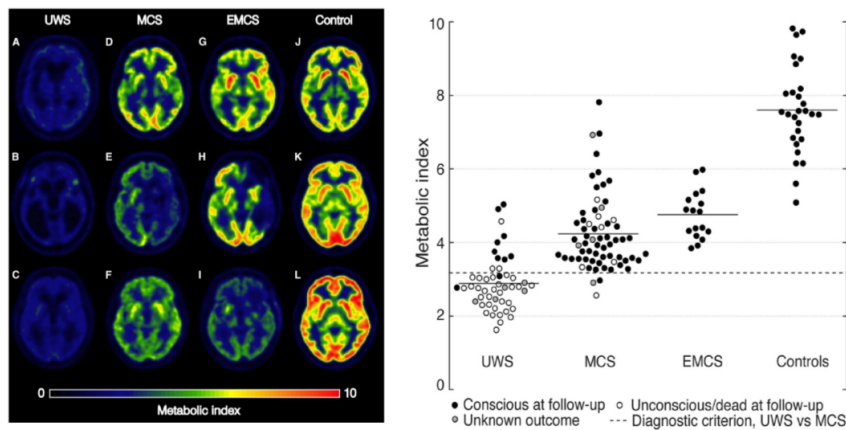 UWS MCS EMCS Control
A D G J
B E H K
C F I L
0 10
Metabolic index
Metabolic index
10
8
6
4
2
0
UWS MCS EMCS Controls
Conscious at follow-up Unconscious/dead at follow-up
Unknown outcome Diagnostic criterion, UWS vs MCS